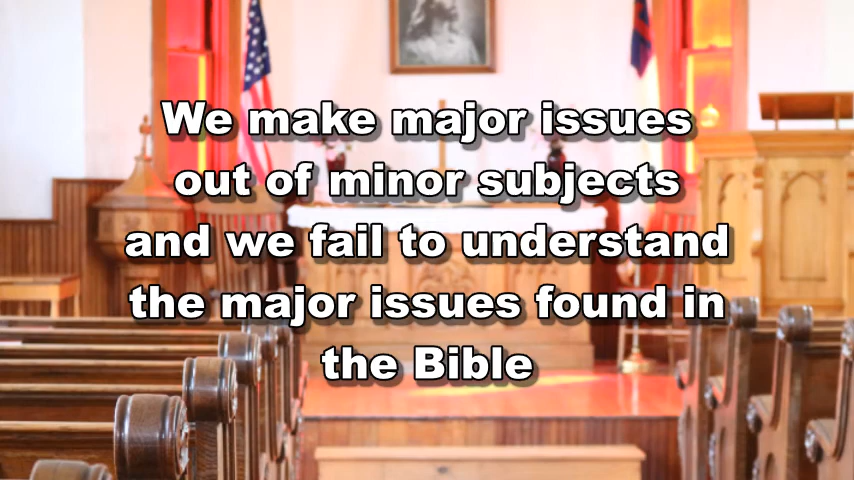 We make major issues
out of minor subjects
and we fail to understand
the major issues found in
the Bible